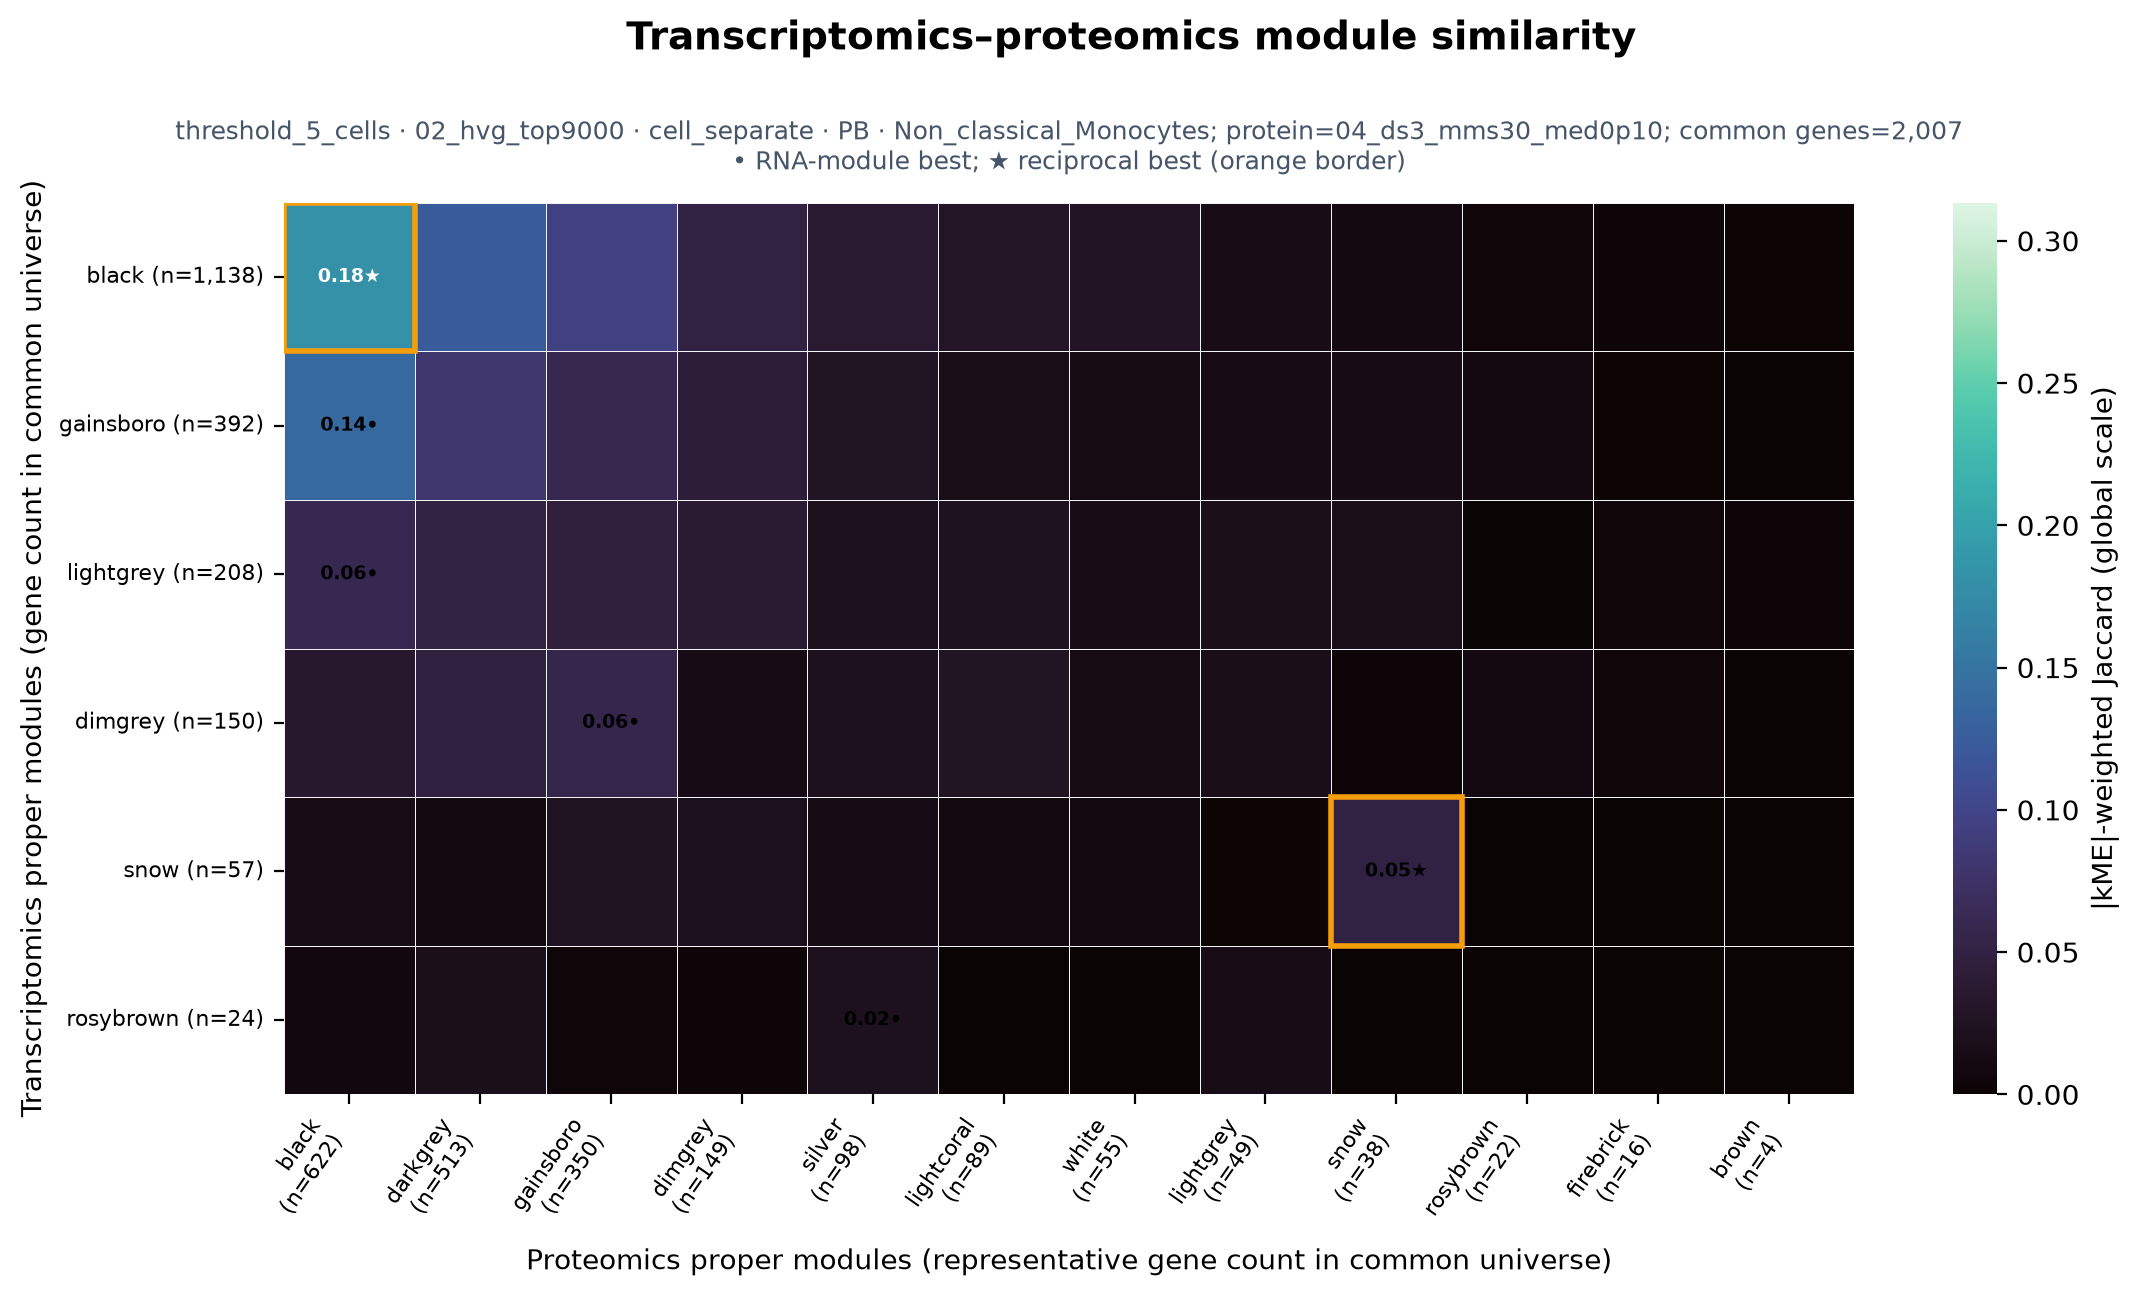 Transcriptomics–proteomics module similarity
threshold_5_cells · 02_hvg_top9000 · cell_separate · PB · Non_classical_Monocytes; protein=04_ds3_mms30_med0p10; common genes=2,007
• RNA-module best; ★ reciprocal best (orange border)
Transcriptomics proper modules (gene count in common universe)
black (n=1,138)
gainsboro (n=392)
lightgrey (n=208)
dimgrey (n=150)
snow (n=57)
rosybrown (n=24)
0.18★
0.14•
0.06•
0.06•
0.05★
0.02•
black
(n=622)
darkgrey
(n=513)
gainsboro
(n=350)
dimgrey
(n=149)
silver
(n=98)
lightcoral
(n=89)
white
(n=55)
lightgrey
(n=49)
snow
(n=38)
rosybrown
(n=22)
firebrick
(n=16)
brown
(n=4)
Proteomics proper modules (representative gene count in common universe)
0.30
0.25
0.20
0.15
0.10
0.05
0.00
|kME|-weighted Jaccard (global scale)